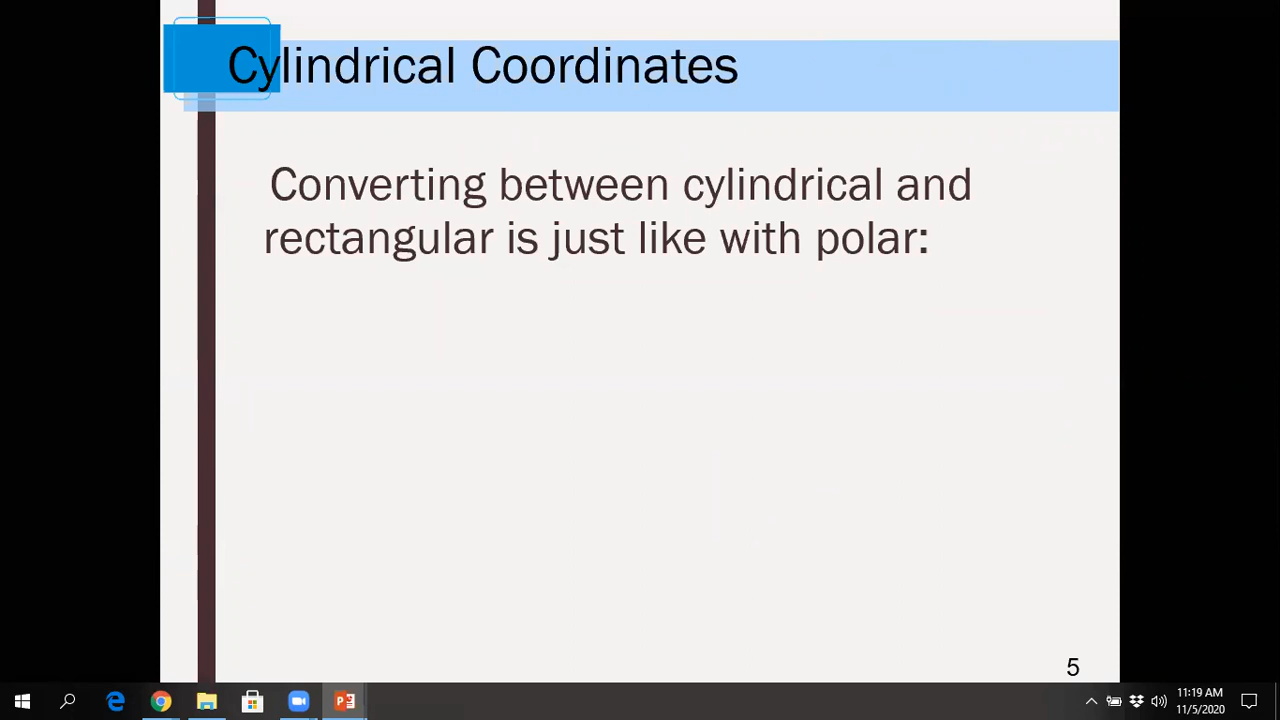 Cylindrical Coordinates
Converting between cylindrical and
rectangular is just like with polar:
5
11:19 AM
11/5/2020